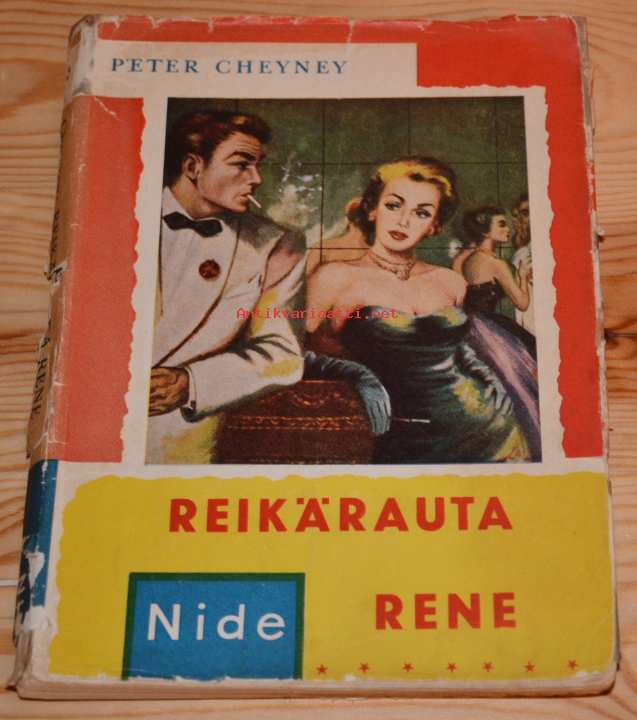 PETER CHEYNEY
Antikvariaatti.net
REIKÄRAUTA
Nide
RENE